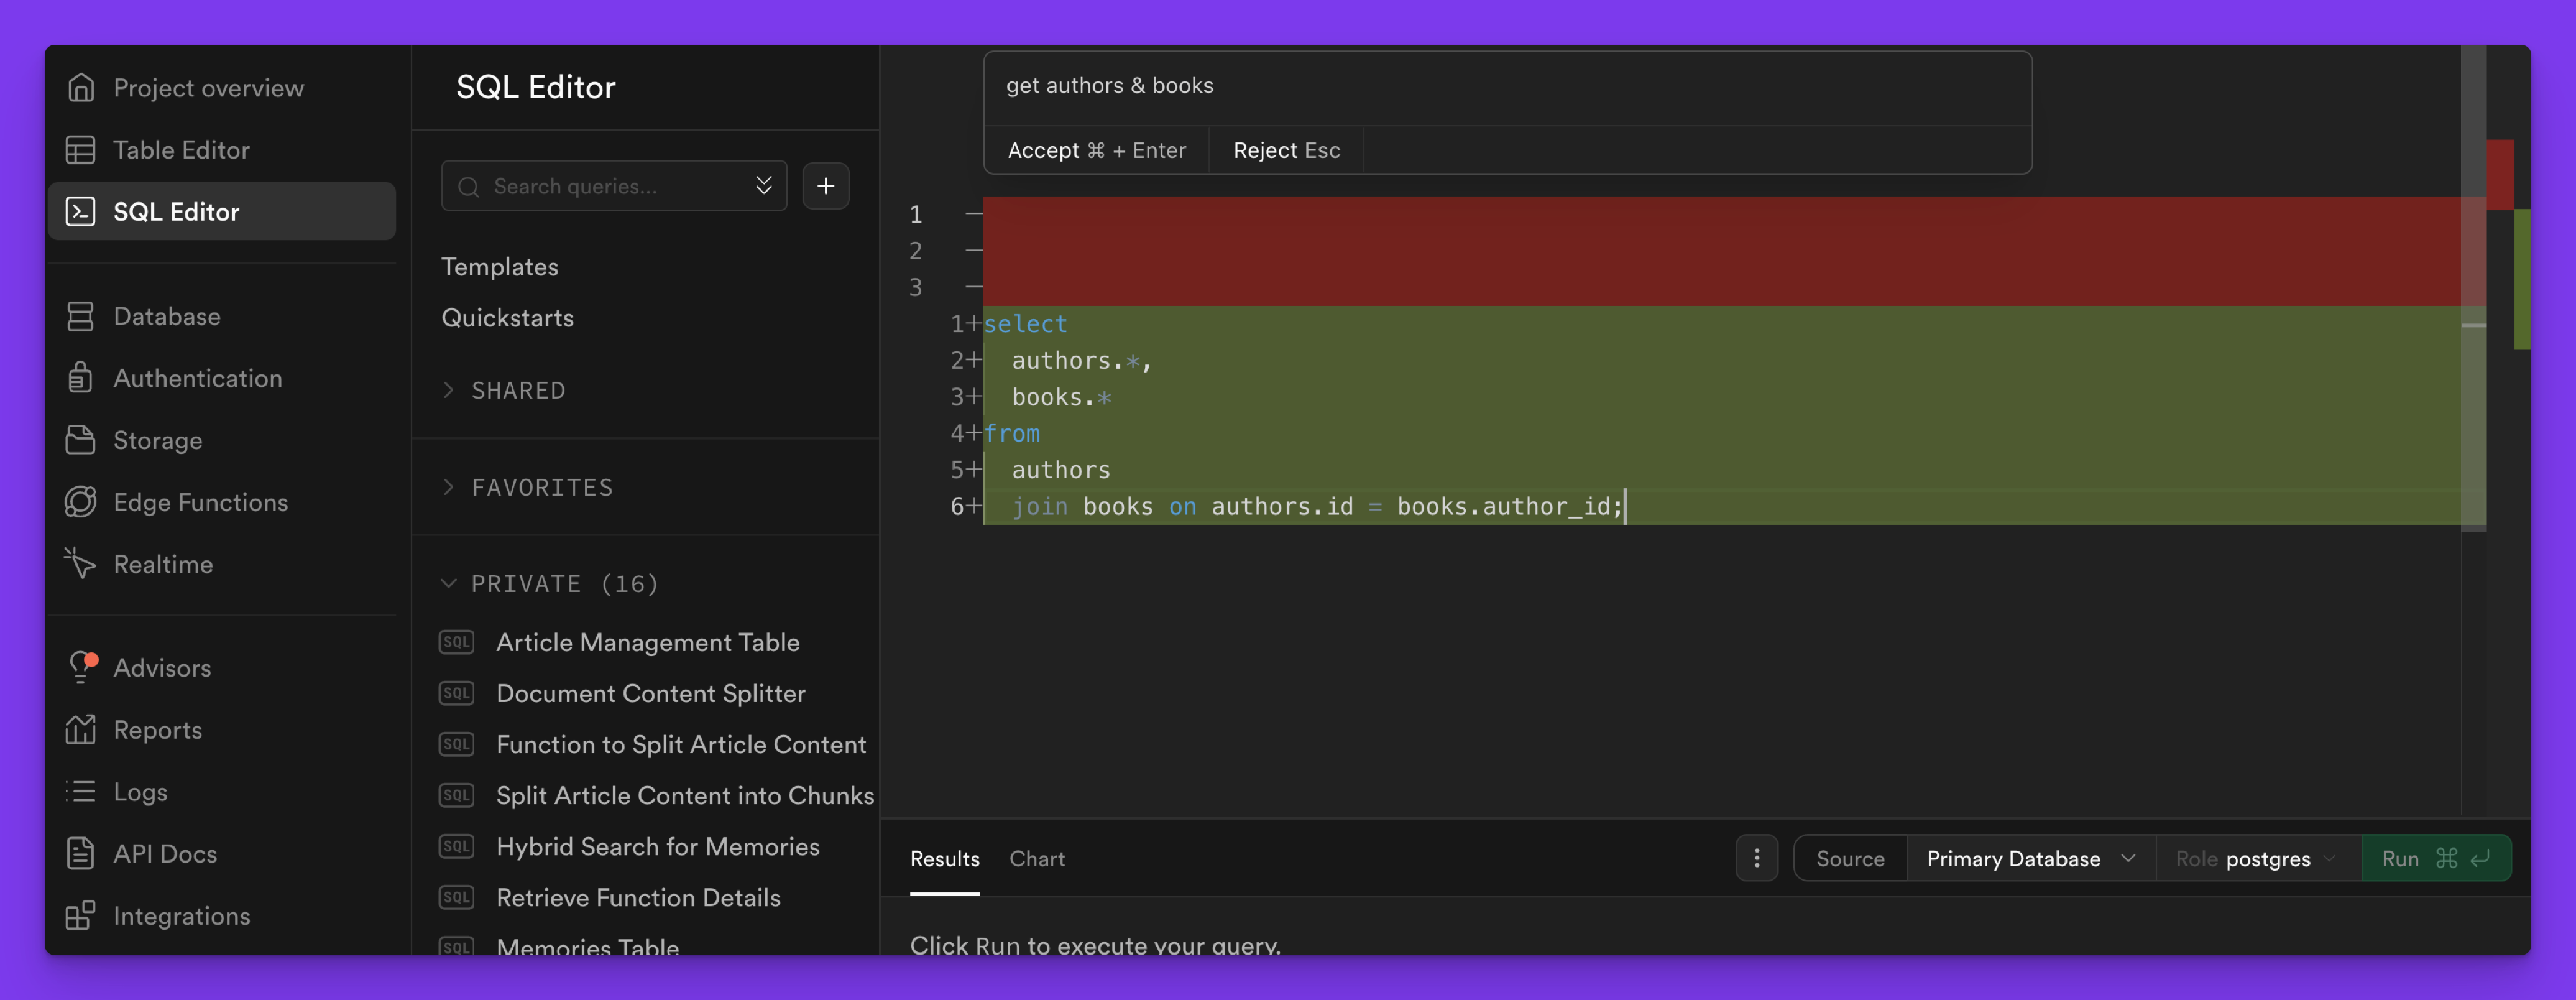 Project overview
Table Editor
SQL Editor
Database
Authentication
Storage
Edge Functions
Realtime
Advisors
Reports
Logs
API Docs
Integrations
SQL Editor
Search queries...
Templates
Quickstarts
SHARED
FAVORITES
PRIVATE (16)
SQL Article Management Table
SQL Document Content Splitter
SQL Function to Split Article Content
SQL Split Article Content into Chunks
SQL Hybrid Search for Memories
SQL Retrieve Function Details
SQL Memories Table
get authors & books
Accept ⌘ + Enter Reject Esc
1 —
2 —
3 —
1+select
2+ authors.*,
3+ books.*
4+from
5+ authors
6+ join books on authors.id = books.author_id;
Results Chart
Source Primary Database Role postgres Run ⌘ ↵
Click Run to execute your query.